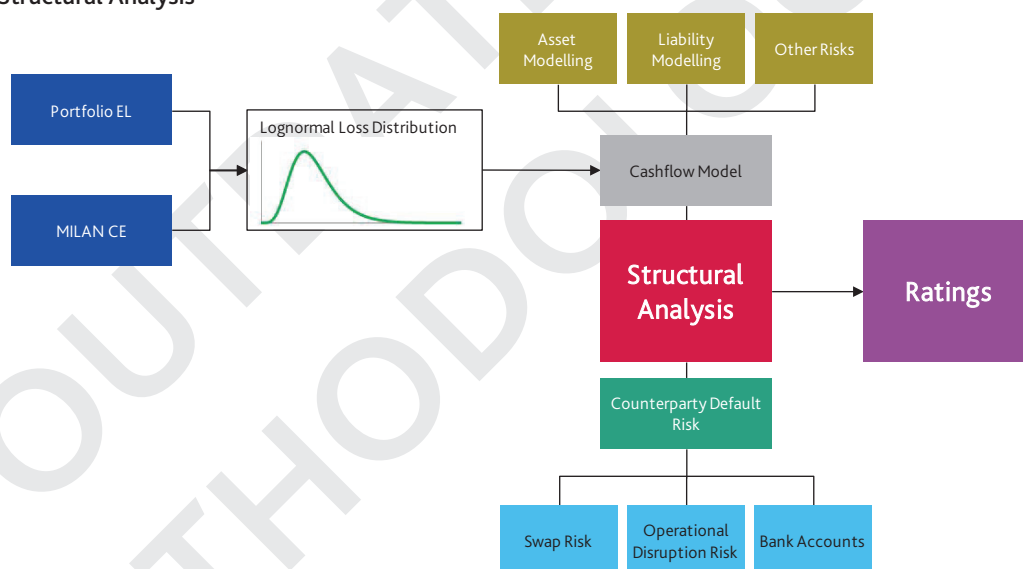 Structural Analysis
Asset
Modelling
Liability
Modelling
Other Risks
Portfolio EL
Lognormal Loss Distribution
Cashflow Model
MILAN CE
Structural
Analysis
Ratings
Counterparty Default
Risk
Swap Risk
Operational
Disruption Risk
Bank Accounts